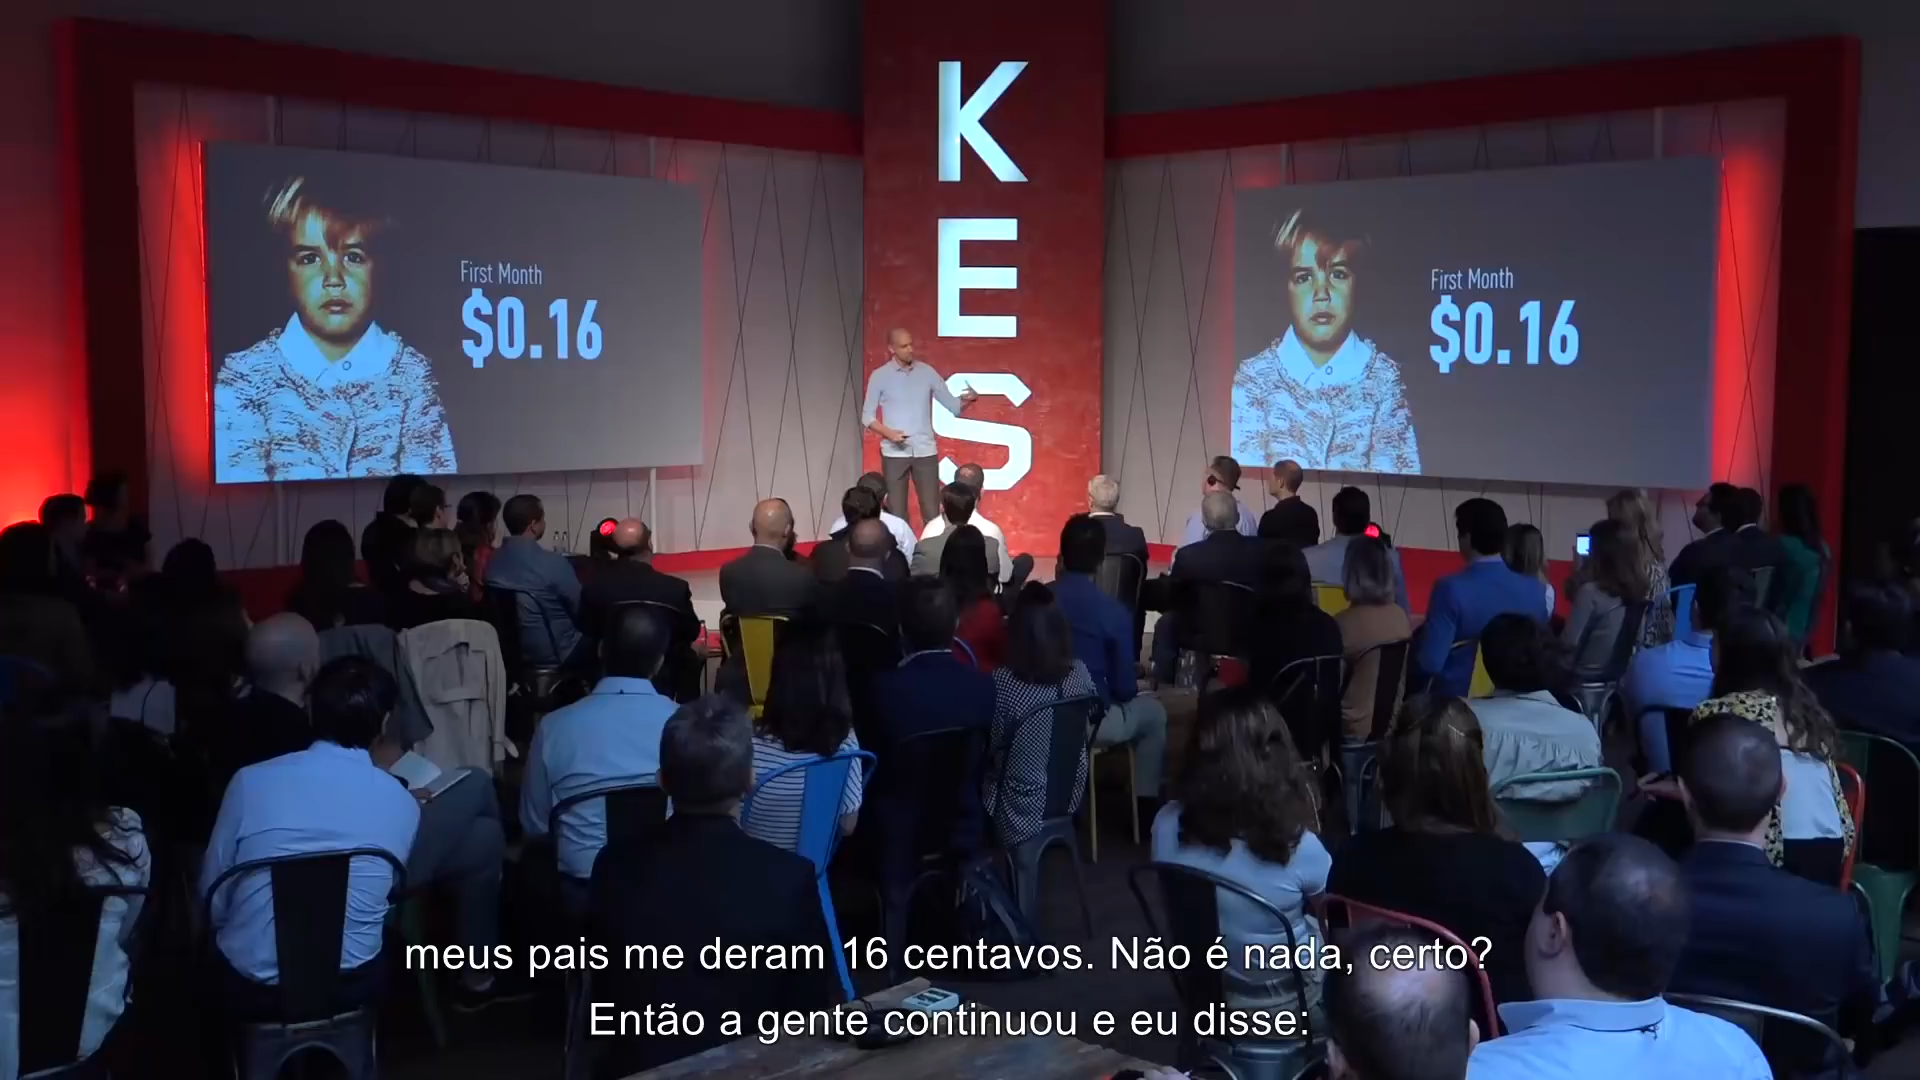 KES
First Month
$0.16
First Month
$0.16
meus pais me deram 16 centavos. Não é nada, certo?
Então a gente continuou e eu disse: